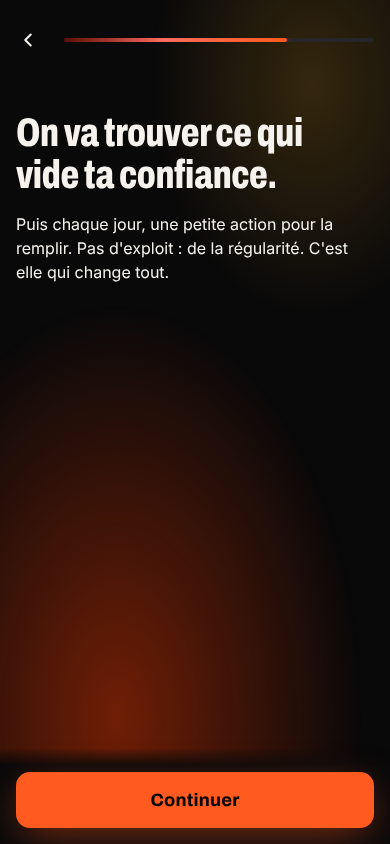 On va trouver ce qui
vide ta confiance.
Puis chaque jour, une petite action pour la
remplir. Pas d'exploit : de la régularité. C'est
elle qui change tout.
Continuer